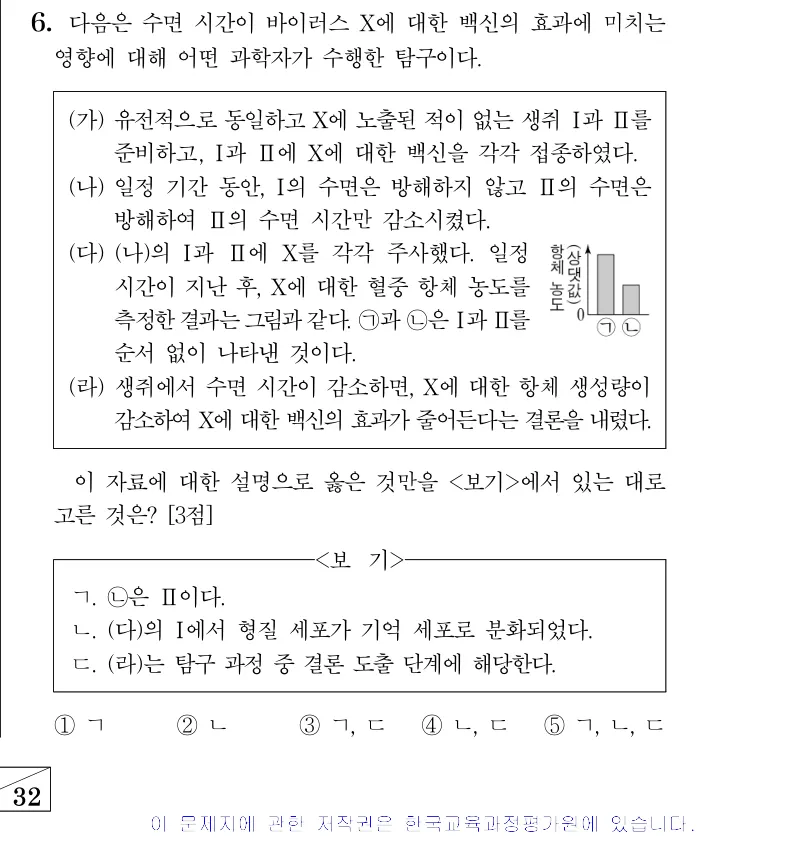 6. 다음은 수면 시간이 바이러스 X에 대한 백신의 효과에 미치는
영향에 대해 어떤 과학자가 수행한 탐구이다.
(가) 유전적으로 동일하고 X에 노출된 적이 없는 생쥐 Ⅰ과 Ⅱ를
준비하고, Ⅰ과 Ⅱ에 X에 대한 백신을 각각 접종하였다.
(나) 일정 기간 동안, Ⅰ의 수면은 방해하지 않고 Ⅱ의 수면은
방해하여 Ⅱ의 수면 시간만 감소시켰다.
(다) (나)의 Ⅰ과 Ⅱ에 X를 각각 주사했다. 일정
시간이 지난 후, X에 대한 혈중 항체 농도를
측정한 결과는 그림과 같다. ㉠과 ㉡은 Ⅰ과 Ⅱ를
순서 없이 나타낸 것이다.
항체 농도
(상댓값)
0
㉠ ㉡
(라) 생쥐에서 수면 시간이 감소하면, X에 대한 항체 생성량이
감소하여 X에 대한 백신의 효과가 줄어든다는 결론을 내렸다.
이 자료에 대한 설명으로 옳은 것만을 <보기>에서 있는 대로
고른 것은? [3점]
<보 기>
ㄱ. ㉡은 Ⅱ이다.
ㄴ. (다)의 Ⅰ에서 형질 세포가 기억 세포로 분화되었다.
ㄷ. (라)는 탐구 과정 중 결론 도출 단계에 해당한다.
① ㄱ ② ㄴ ③ ㄱ, ㄷ ④ ㄴ, ㄷ ⑤ ㄱ, ㄴ, ㄷ
32
이 문제지에 관한 저작권은 한국교육과정평가원에 있습니다.